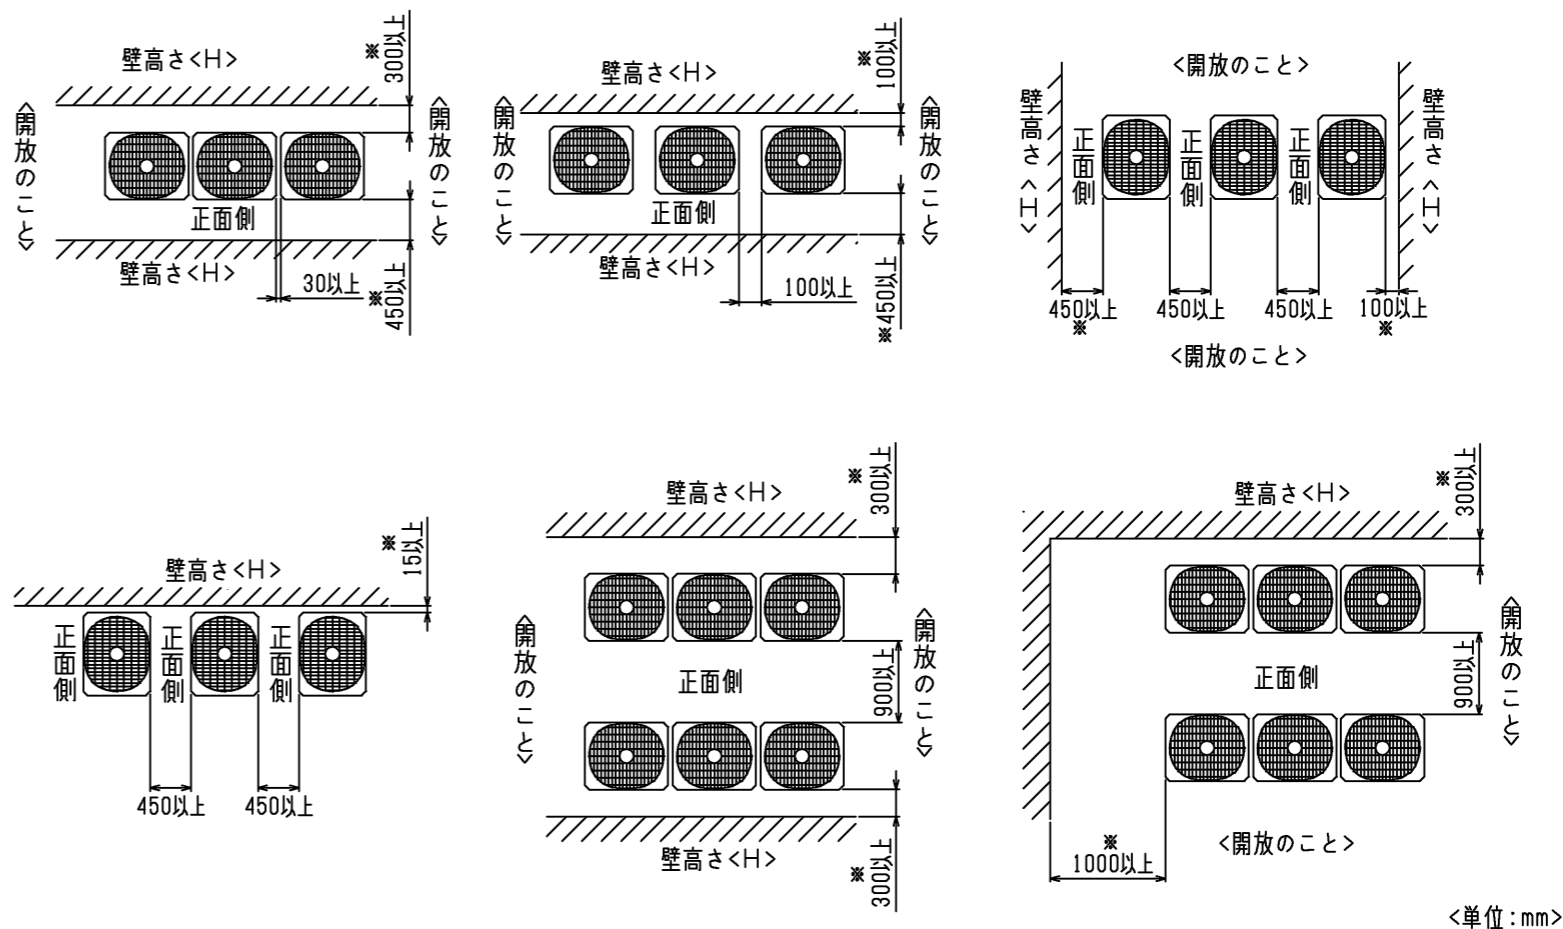 壁高さ<H>
※
300以上
<開放のこと>
<開放のこと>
正面側
壁高さ<H>
30以上
※
450以上
壁高さ<H>
※
100以上
<開放のこと>
<開放のこと>
正面側
壁高さ<H>
100以上
※450以上
<開放のこと>
壁高さ<H>
正面側
正面側
正面側
壁高さ<H>
450以上
※
450以上
450以上
100以上
※
<開放のこと>
壁高さ<H>
※
15以上
正面側
正面側
正面側
450以上
450以上
壁高さ<H>
※
300以上
<開放のこと>
正面側
900以上
<開放のこと>
壁高さ<H>
※
300以上
壁高さ<H>
※
300以上
正面側
900以上
<開放のこと>
※
1000以上
<開放のこと>
<単位:mm>